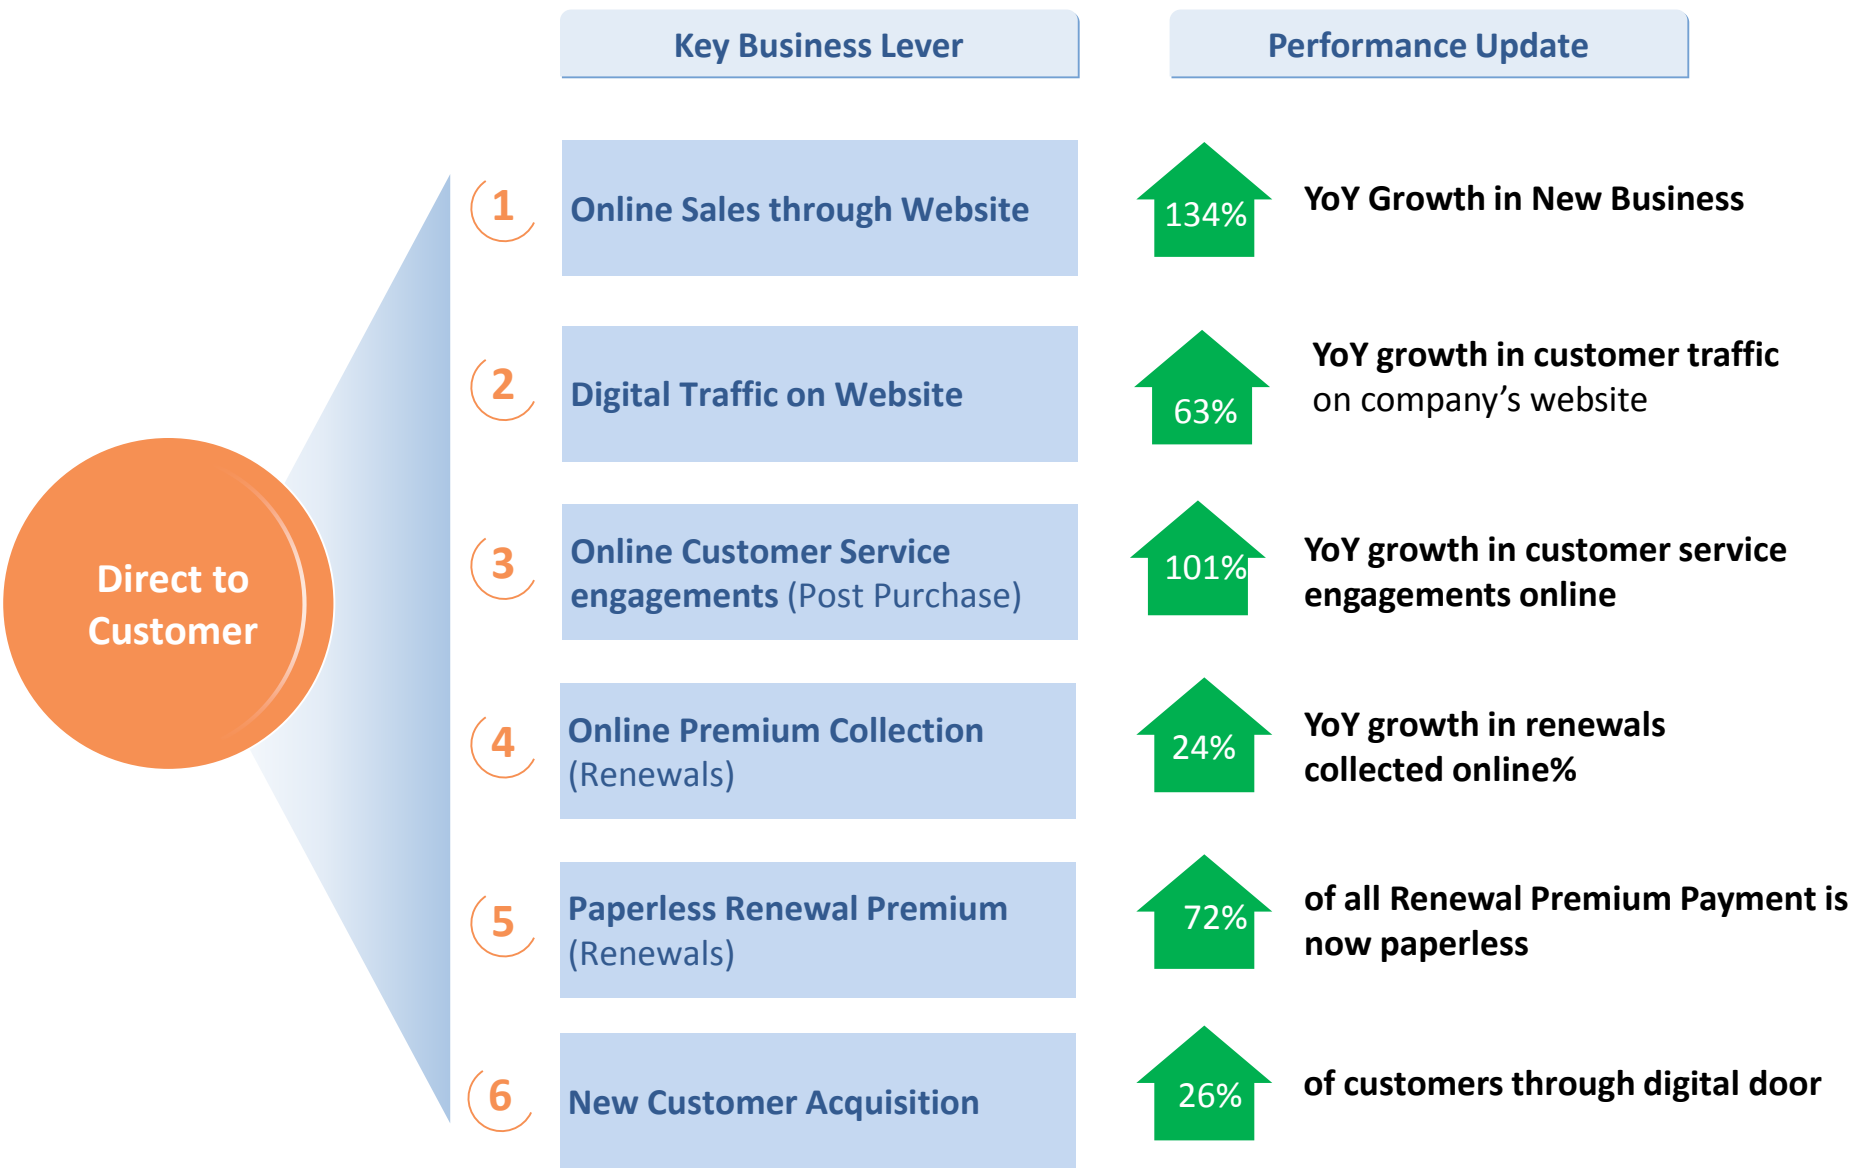 Key Business Lever
Performance Update
Direct to
Customer
1
Online Sales through Website
134%
YoY Growth in New Business
2
Digital Traffic on Website
63%
YoY growth in customer traffic
on company’s website
3
Online Customer Service
engagements (Post Purchase)
101%
YoY growth in customer service
engagements online
4
Online Premium Collection
(Renewals)
24%
YoY growth in renewals
collected online%
5
Paperless Renewal Premium
(Renewals)
72%
of all Renewal Premium Payment is
now paperless
6
New Customer Acquisition
26%
of customers through digital door